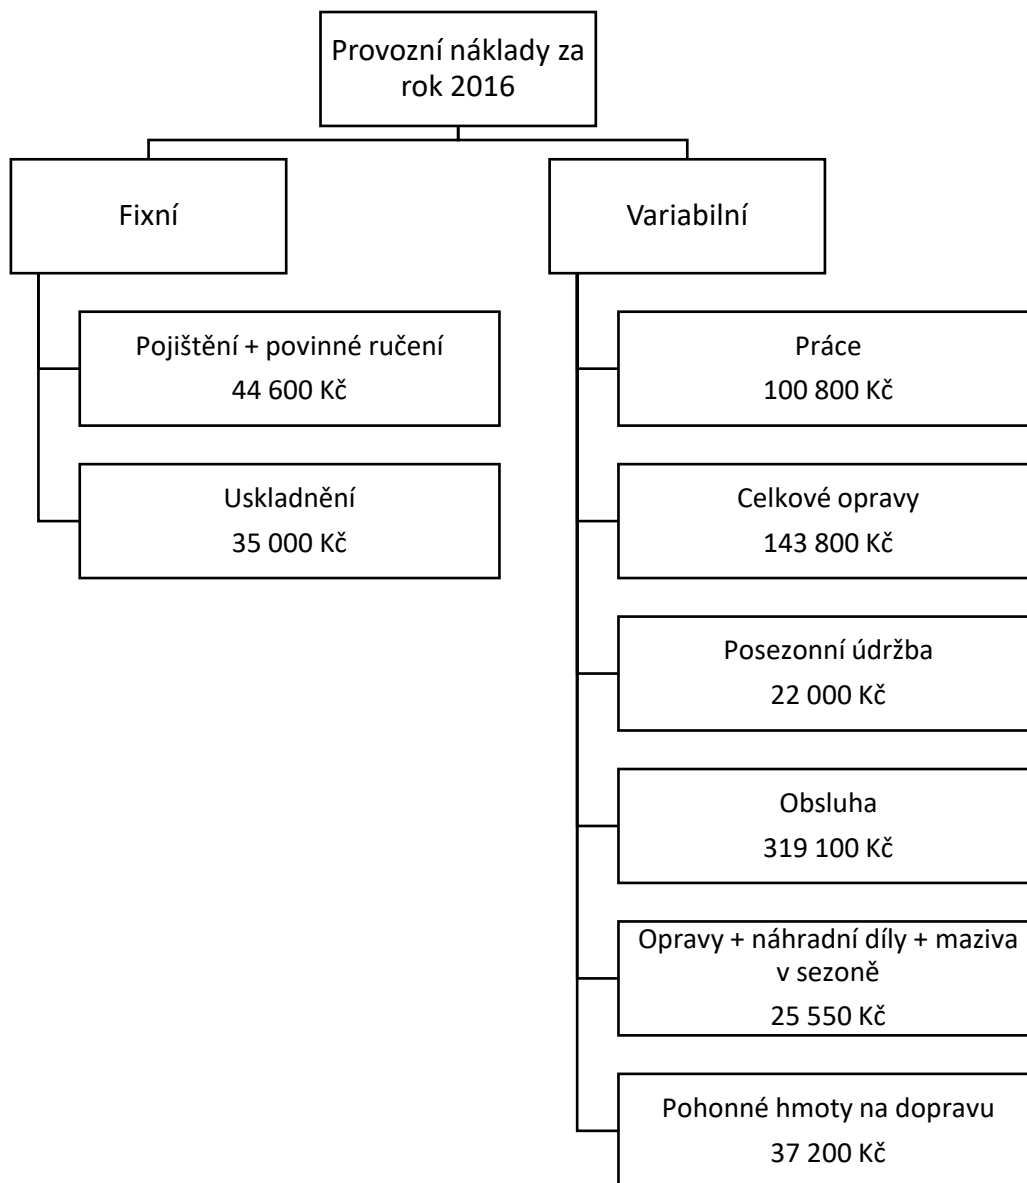 Provozní náklady za
rok 2016
Fixní
Variabilní
Pojištění + povinné ručení
44 600 Kč
Uskladnění
35 000 Kč
Práce
100 800 Kč
Celkové opravy
143 800 Kč
Posezonní údržba
22 000 Kč
Obsluha
319 100 Kč
Opravy + náhradní díly + maziva
v sezoně
25 550 Kč
Pohonné hmoty na dopravu
37 200 Kč